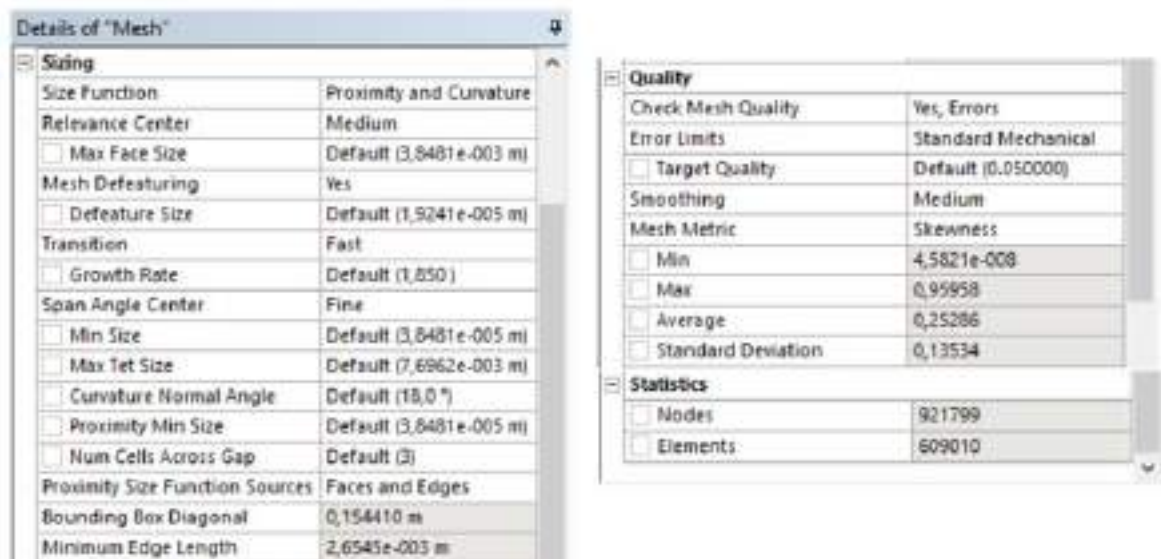 Details of "Mesh"
Sizing
Size Function Proximity and Curvature
Relevance Center Medium
Max Face Size Default (3,8481e-003 m)
Mesh Defeaturing Yes
Defeature Size Default (1,9241e-005 m)
Transition Fast
Growth Rate Default (1,850 )
Span Angle Center Fine
Min Size Default (3,8481e-005 m)
Max Tet Size Default (7,6962e-003 m)
Curvature Normal Angle Default (18,0 °)
Proximity Min Size Default (3,8481e-005 m)
Num Cells Across Gap Default (3)
Proximity Size Function Sources Faces and Edges
Bounding Box Diagonal 0,154410 m
Minimum Edge Length 2,6545e-003 m
Quality
Check Mesh Quality Yes, Errors
Error Limits Standard Mechanical
Target Quality Default (0.050000)
Smoothing Medium
Mesh Metric Skewness
Min 4,5821e-008
Max 0,95958
Average 0,25286
Standard Deviation 0,13534
Statistics
Nodes 921799
Elements 609010